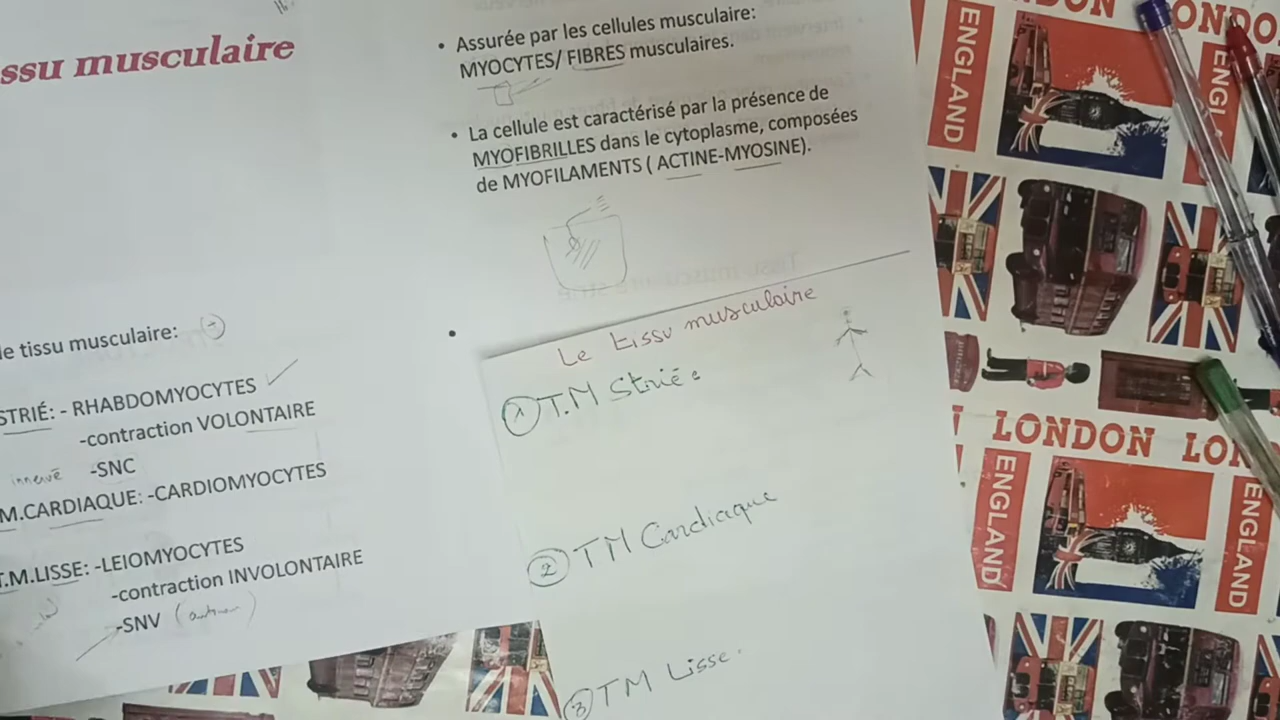 ssu musculaire
le tissu musculaire:
STRIÉ: - RHABDOMYOCYTES
-contraction VOLONTAIRE
innervé -SNC
M.CARDIAQUE: -CARDIOMYOCYTES
T.M.LISSE: -LEIOMYOCYTES
-contraction INVOLONTAIRE
-SNV
• Assurée par les cellules musculaire:
MYOCYTES/ FIBRES musculaires.
• La cellule est caractérisé par la présence de
MYOFIBRILLES dans le cytoplasme, composées
de MYOFILAMENTS ( ACTINE-MYOSINE).
•
Le tissu musculaire
1 T.M Strié :
2 TM Cardiaque
3 TM Lisse.
LONDON
LONDO
ENGLAND
ENGL
LONDON LON
ENGLAND
ENGLAND